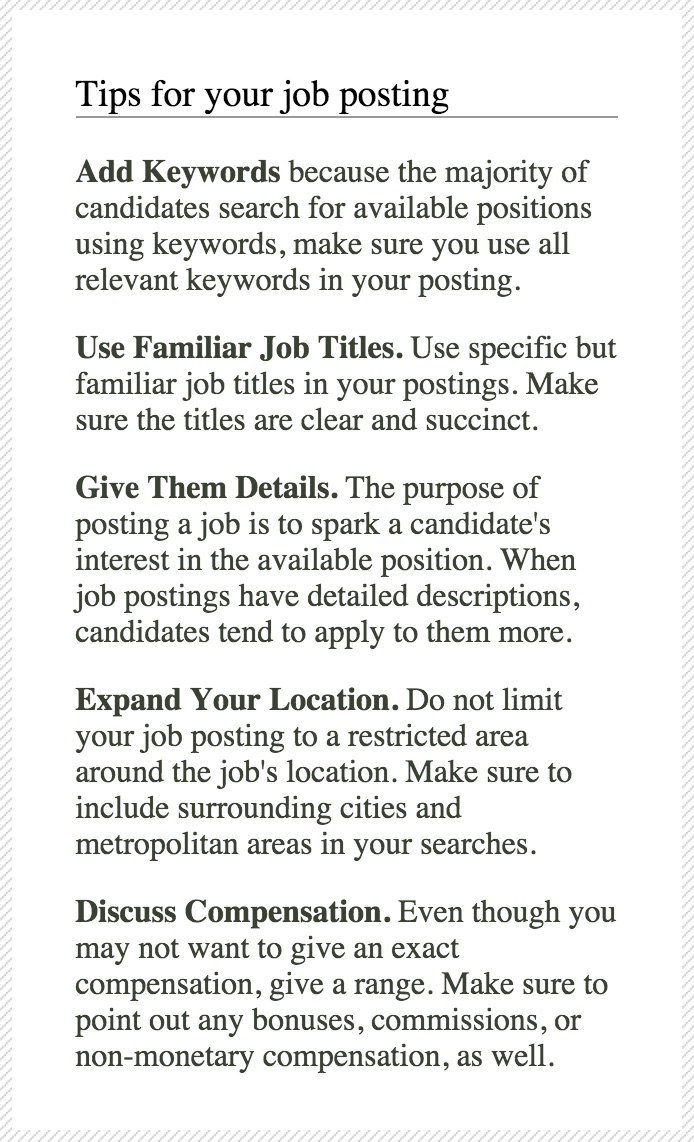 Tips for your job posting
Add Keywords because the majority of
candidates search for available positions
using keywords, make sure you use all
relevant keywords in your posting.
Use Familiar Job Titles. Use specific but
familiar job titles in your postings. Make
sure the titles are clear and succinct.
Give Them Details. The purpose of
posting a job is to spark a candidate's
interest in the available position. When
job postings have detailed descriptions,
candidates tend to apply to them more.
Expand Your Location. Do not limit
your job posting to a restricted area
around the job's location. Make sure to
include surrounding cities and
metropolitan areas in your searches.
Discuss Compensation. Even though you
may not want to give an exact
compensation, give a range. Make sure to
point out any bonuses, commissions, or
non-monetary compensation, as well.